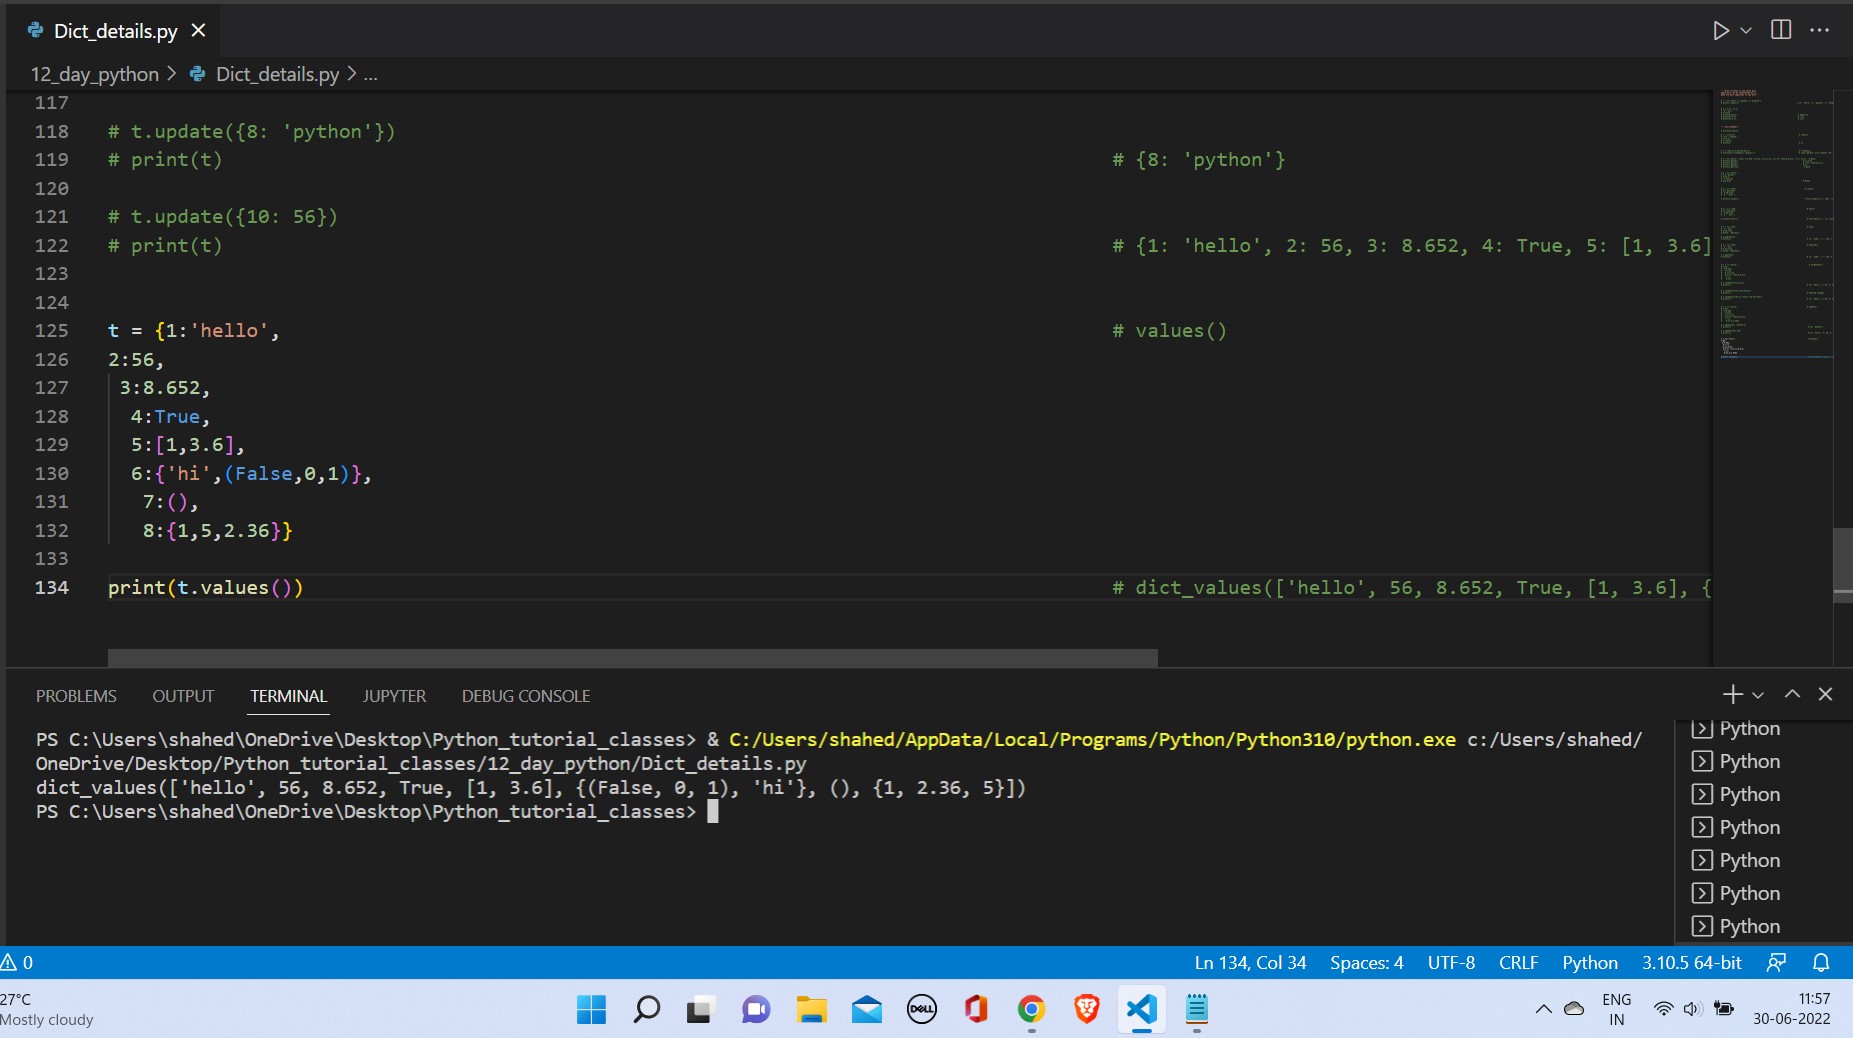 Dict_details.py
12_day_python > Dict_details.py > ...
117
118 # t.update({8: 'python'})
119 # print(t) # {8: 'python'}
120
121 # t.update({10: 56})
122 # print(t) # {1: 'hello', 2: 56, 3: 8.652, 4: True, 5: [1, 3.6]
123
124
125 t = {1:'hello', # values()
126 2:56,
127 3:8.652,
128 4:True,
129 5:[1,3.6],
130 6:{'hi',(False,0,1)},
131 7:(),
132 8:{1,5,2.36}}
133
134 print(t.values()) # dict_values(['hello', 56, 8.652, True, [1, 3.6], {
PROBLEMS OUTPUT TERMINAL JUPYTER DEBUG CONSOLE
PS C:\Users\shahed\OneDrive\Desktop\Python_tutorial_classes> & C:/Users/shahed/AppData/Local/Programs/Python/Python310/python.exe c:/Users/shahed/
OneDrive/Desktop/Python_tutorial_classes/12_day_python/Dict_details.py
dict_values(['hello', 56, 8.652, True, [1, 3.6], {(False, 0, 1), 'hi'}, (), {1, 2.36, 5}])
PS C:\Users\shahed\OneDrive\Desktop\Python_tutorial_classes>
Python
Python
Python
Python
Python
Python
Python
0 Ln 134, Col 34 Spaces: 4 UTF-8 CRLF Python 3.10.5 64-bit
27°C
Mostly cloudy
DELL
ENG
IN
11:57
30-06-2022